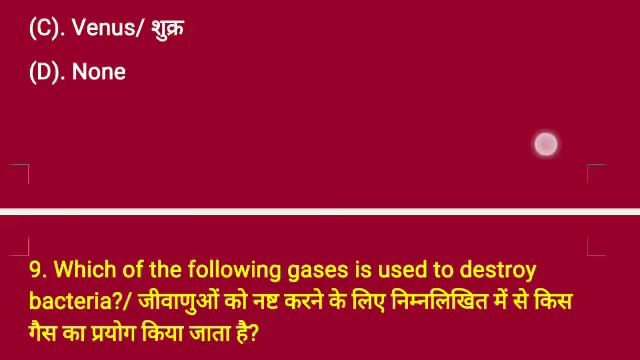 (C). Venus/ शुक्र
(D). None
9. Which of the following gases is used to destroy
bacteria?/ जीवाणुओं को नष्ट करने के लिए निम्नलिखित में से किस
गैस का प्रयोग किया जाता है?